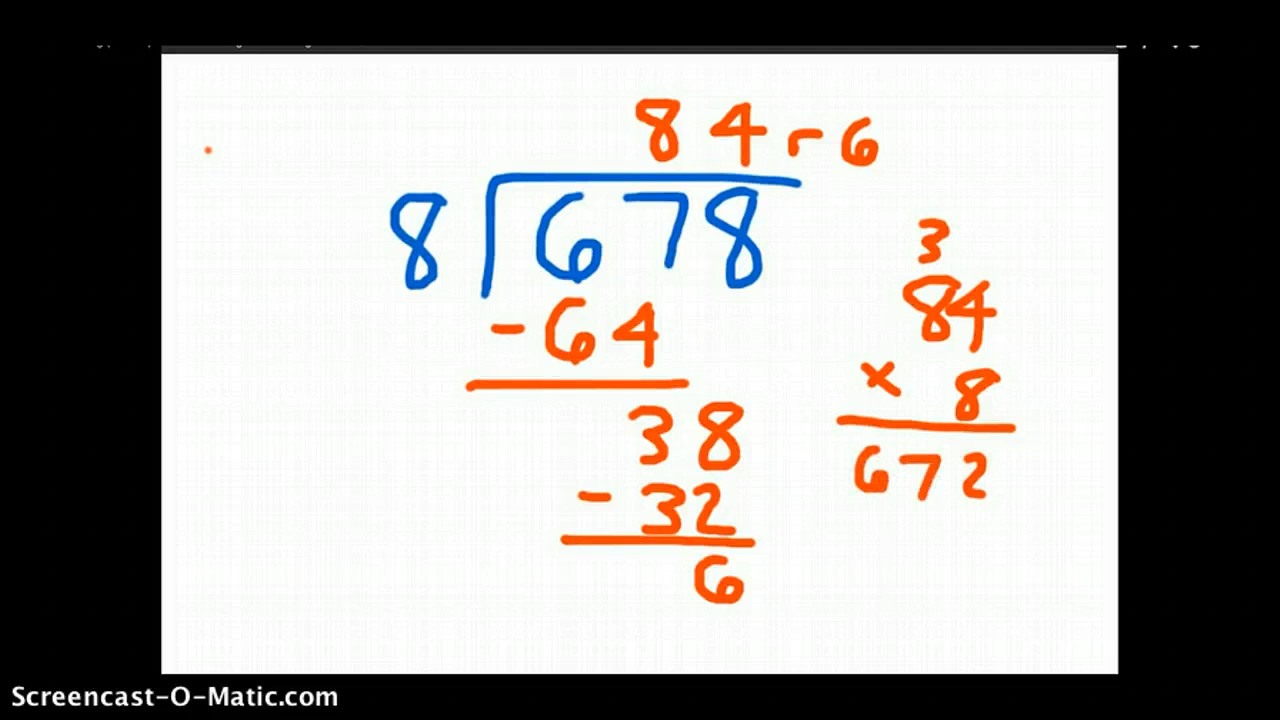 84 r 6
8 678
- 64
38
- 32
6
3
84
x 8
672
Screencast-O-Matic.com